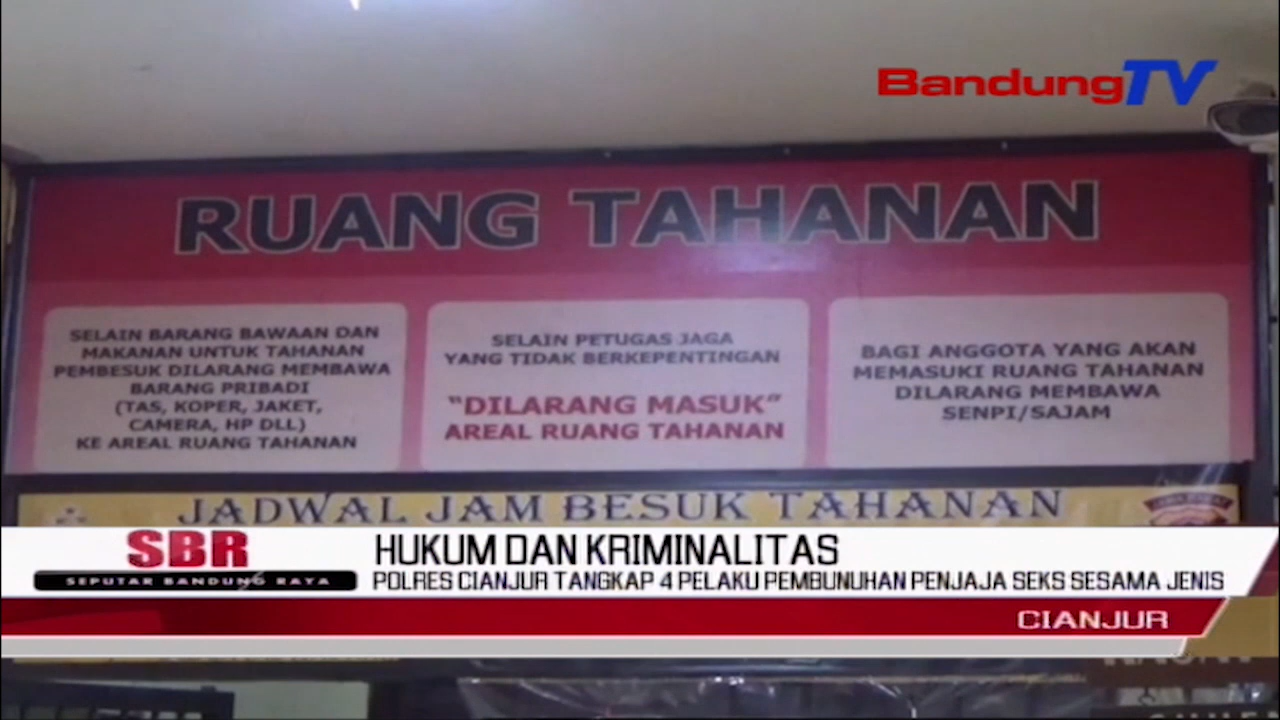 BandungTV
RUANG TAHANAN
SELAIN BARANG BAWAAN DAN
MAKANAN UNTUK TAHANAN
PEMBESUK DILARANG MEMBAWA
BARANG PRIBADI
(TAS, KOPER, JAKET,
CAMERA, HP DLL)
KE AREAL RUANG TAHANAN
SELAIN PETUGAS JAGA
YANG TIDAK BERKEPENTINGAN
"DILARANG MASUK"
AREAL RUANG TAHANAN
BAGI ANGGOTA YANG AKAN
MEMASUKI RUANG TAHANAN
DILARANG MEMBAWA
SENPI/SAJAM
JADWAL JAM BESUK TAHANAN
SBR
SEPUTAR BANDUNG RAYA
HUKUM DAN KRIMINALITAS
POLRES CIANJUR TANGKAP 4 PELAKU PEMBUNUHAN PENJAJA SEKS SESAMA JENIS
CIANJUR